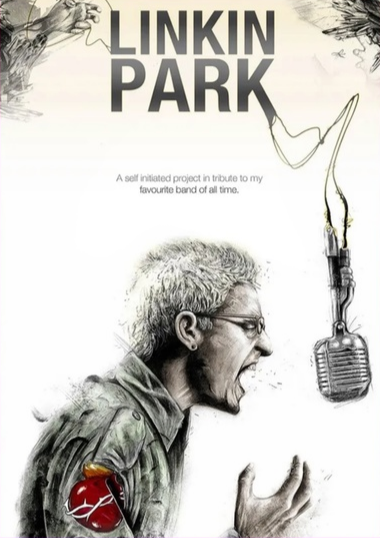 LINKIN
PARK
A self initiated project in tribute to my
favourite band of all time.